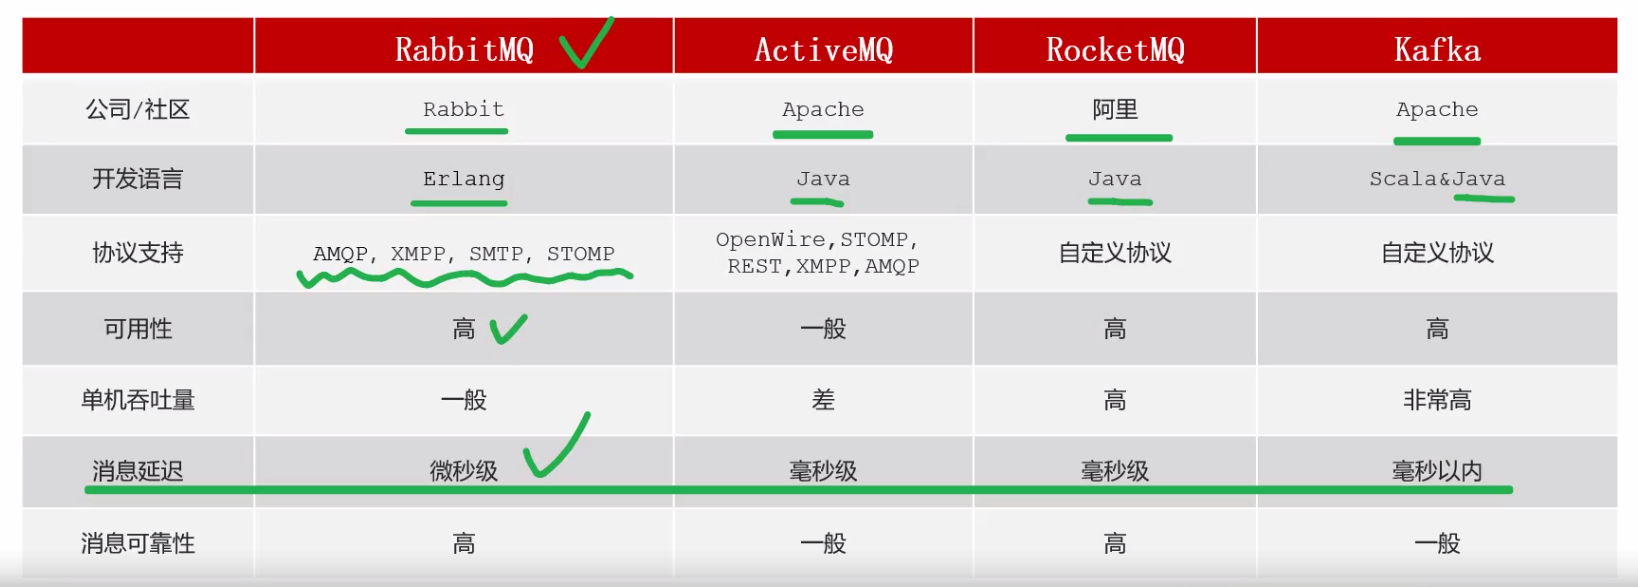 RabbitMQ ActiveMQ RocketMQ Kafka
公司/社区 Rabbit Apache 阿里 Apache
开发语言 Erlang Java Java Scala&Java
协议支持 AMQP, XMPP, SMTP, STOMP OpenWire,STOMP, 自定义协议 自定义协议
REST,XMPP,AMQP
可用性 高 一般 高 高
单机吞吐量 一般 差 高 非常高
消息延迟 微秒级 毫秒级 毫秒级 毫秒以内
消息可靠性 高 一般 高 一般